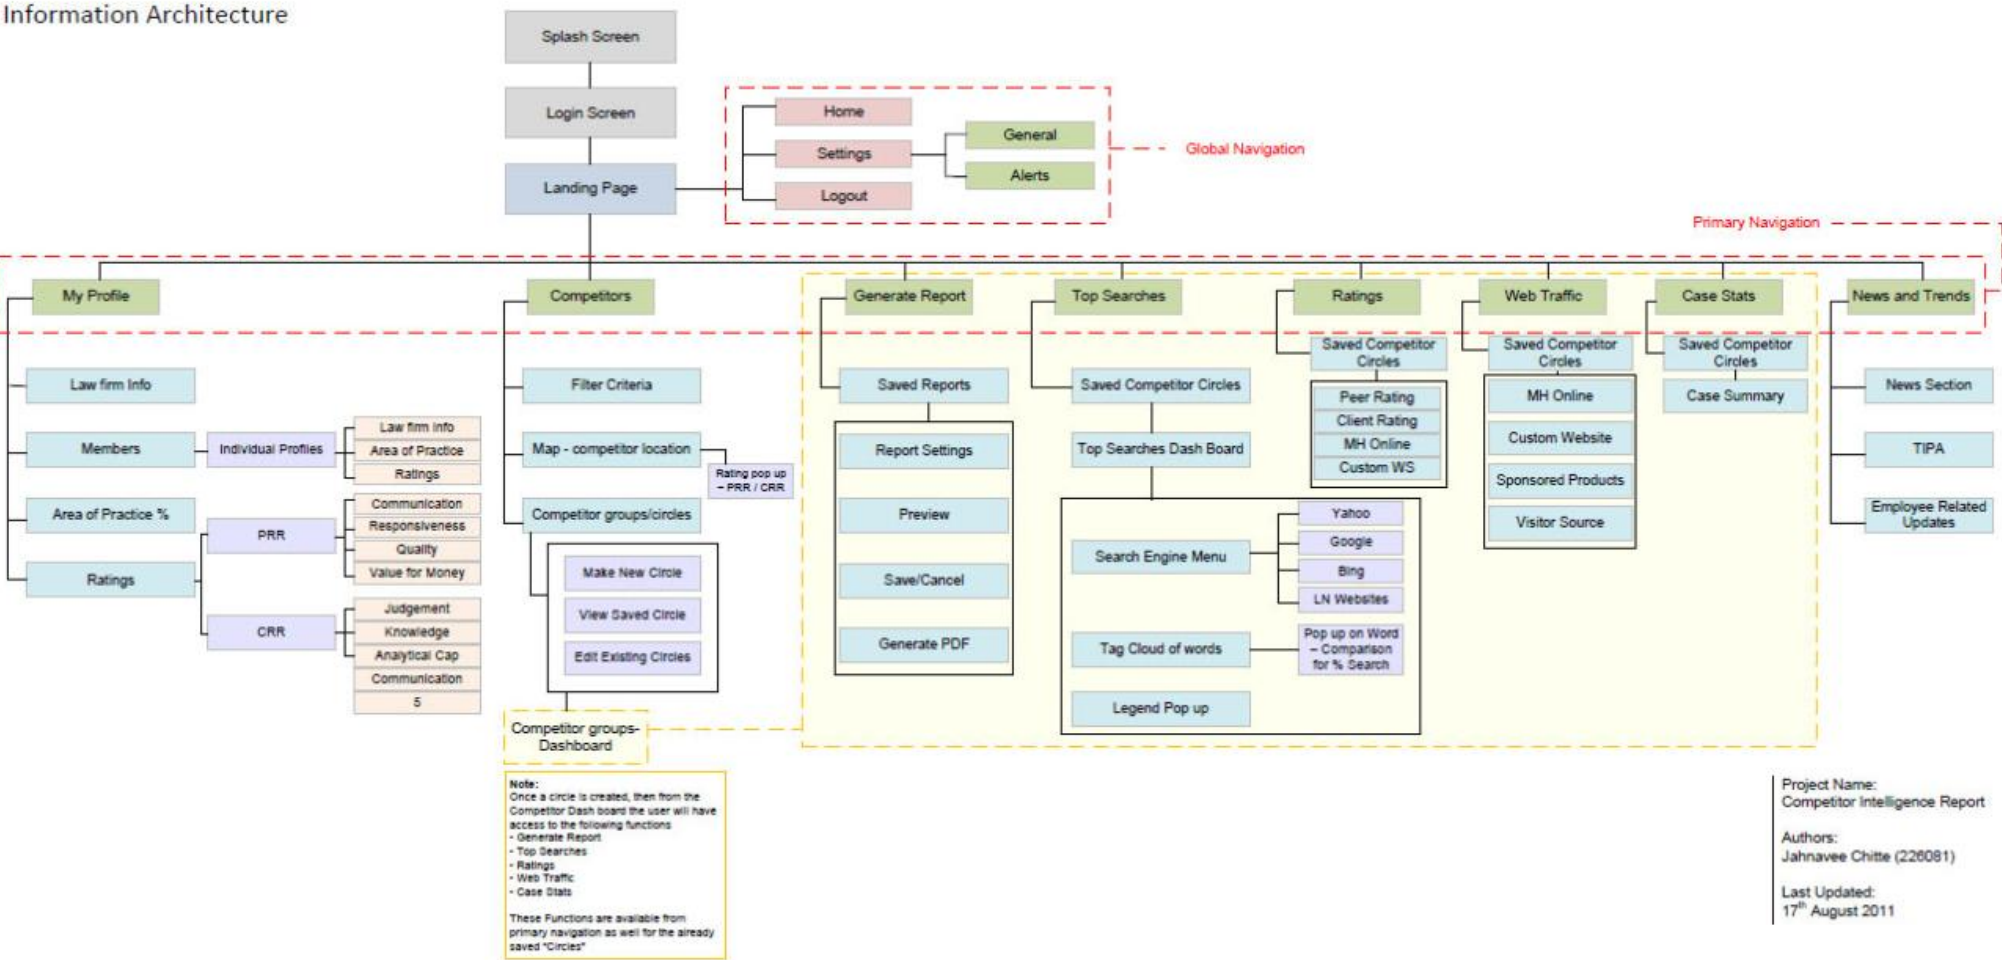 Information Architecture
Splash Screen
Login Screen
Landing Page
Home
Settings
Logout
General
Alerts
Global Navigation
Primary Navigation
My Profile
Competitors
Generate Report
Top Searches
Ratings
Web Traffic
Case Stats
News and Trends
Law firm Info
Members
Area of Practice %
Ratings
Individual Profiles
Law firm Info
Area of Practice
Ratings
PRR
Communication
Responsiveness
Quality
Value for Money
CRR
Judgement
Knowledge
Analytical Cap
Communication
5
Filter Criteria
Map - competitor location
Rating pop up
– PRR / CRR
Competitor groups/circles
Make New Circle
View Saved Circle
Edit Existing Circles
Competitor groups-
Dashboard
Note:
Once a circle is created, then from the
Competitor Dash board the user will have
access to the following functions
- Generate Report
- Top Searches
- Ratings
- Web Traffic
- Case Stats
These Functions are available from
primary navigation as well for the already
saved "Circles"
Saved Reports
Report Settings
Preview
Save/Cancel
Generate PDF
Saved Competitor Circles
Top Searches Dash Board
Search Engine Menu
Yahoo
Google
Bing
LN Websites
Tag Cloud of words
Pop up on Word
– Comparison
for % Search
Legend Pop up
Saved Competitor
Circles
Peer Rating
Client Rating
MH Online
Custom WS
Saved Competitor
Circles
MH Online
Custom Website
Sponsored Products
Visitor Source
Saved Competitor
Circles
Case Summary
News Section
TIPA
Employee Related
Updates
Project Name:
Competitor Intelligence Report
Authors:
Jahnavee Chitte (226081)
Last Updated:
17th August 2011